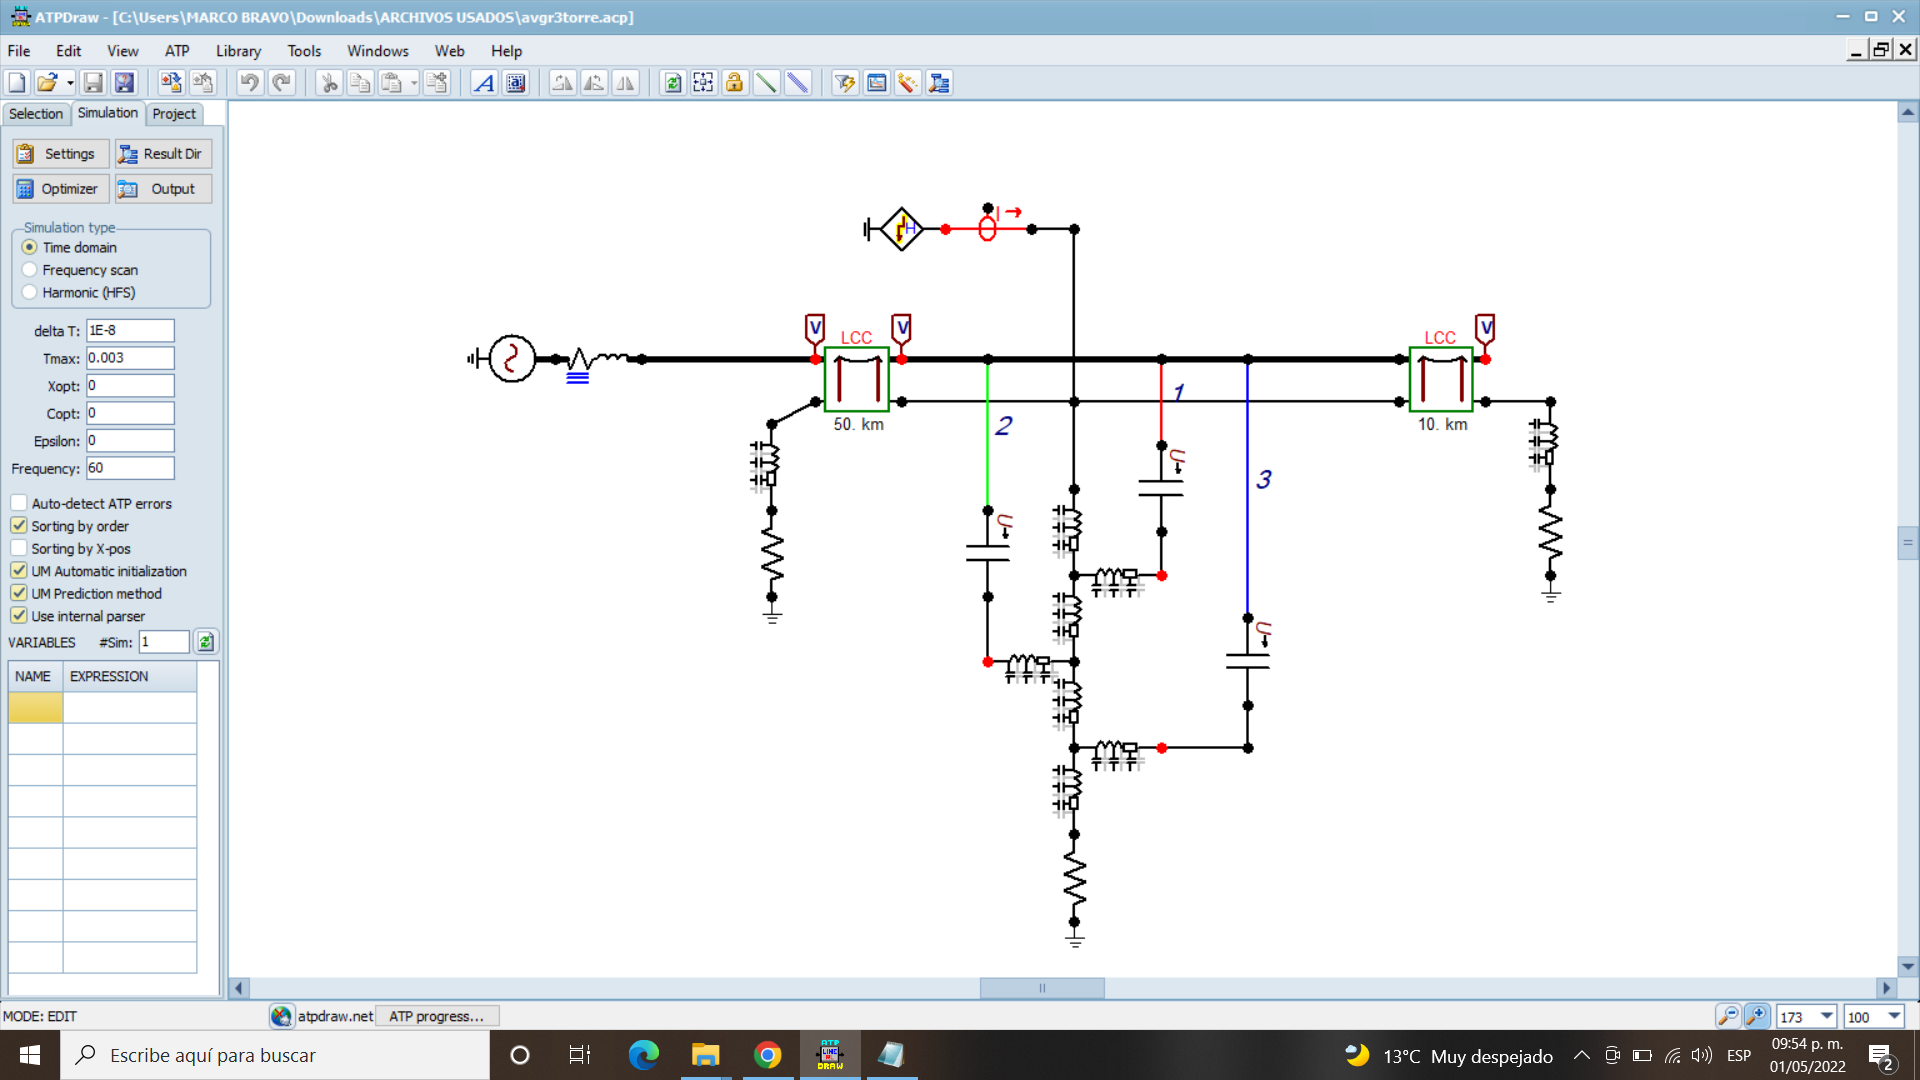 ATPDraw - [C:\Users\MARCO BRAVO\Downloads\ARCHIVOS USADOS\avgr3torre.acp]
File Edit View ATP Library Tools Windows Web Help
Selection Simulation Project
Settings Result Dir
Optimizer Output
Simulation type
Time domain
Frequency scan
Harmonic (HFS)
delta T: 1E-8
Tmax: 0.003
Xopt: 0
Copt: 0
Epsilon: 0
Frequency: 60
Auto-detect ATP errors
Sorting by order
Sorting by X-pos
UM Automatic initialization
UM Prediction method
Use internal parser
VARIABLES #Sim: 1
NAME EXPRESSION
H I
V LCC V LCC V
50. km 10. km
1
2
3
U
U
U
MODE: EDIT atpdraw.net ATP progress... 173 100
Escribe aquí para buscar
ATP LINE DRAW
13°C Muy despejado ESP
09:54 p. m.
01/05/2022
2